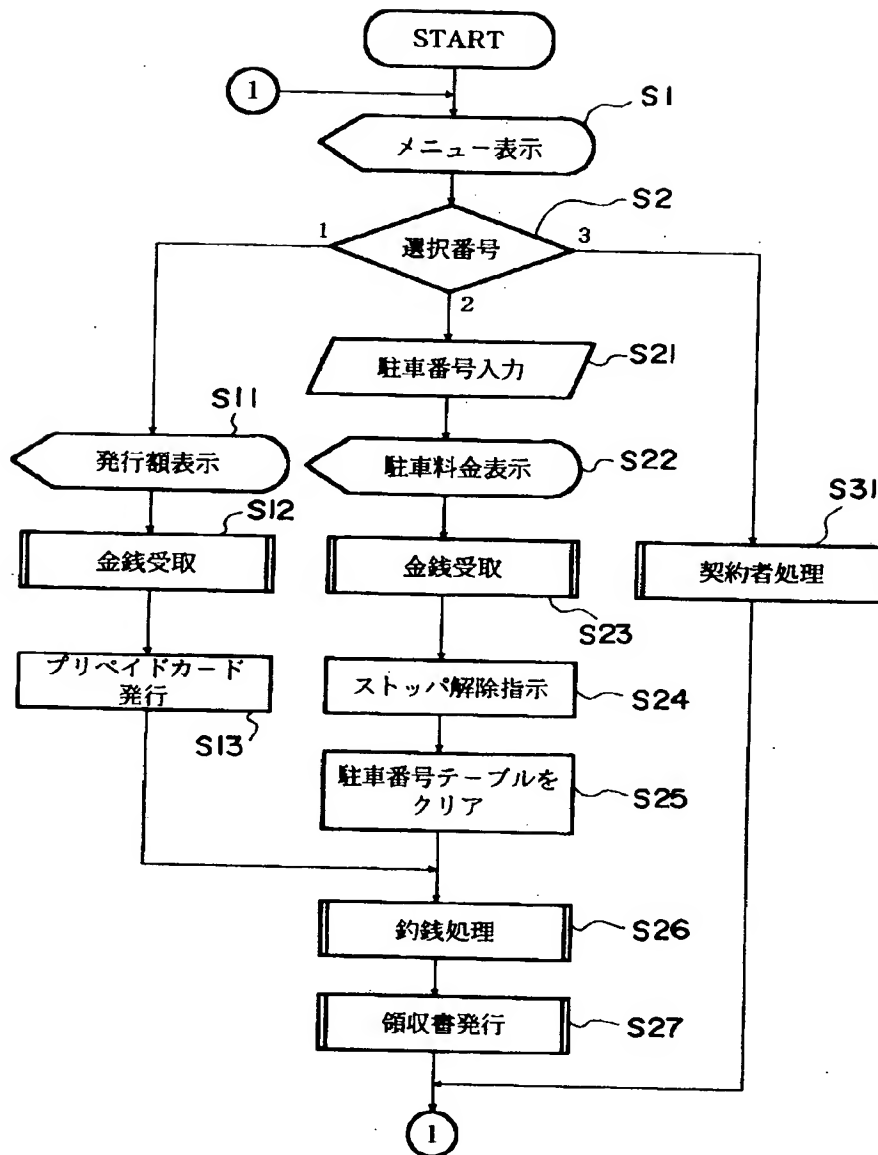 START
1
S1
メニュー表示
S2
1
選択番号
3
2
駐車番号入力
S21
S11
発行額表示
駐車料金表示
S22
S12
金銭受取
金銭受取
S23
S31
契約者処理
プリペイドカード
発行
S13
ストッパ解除指示
S24
駐車番号テーブルを
クリア
S25
釣銭処理
S26
領収書発行
S27
1